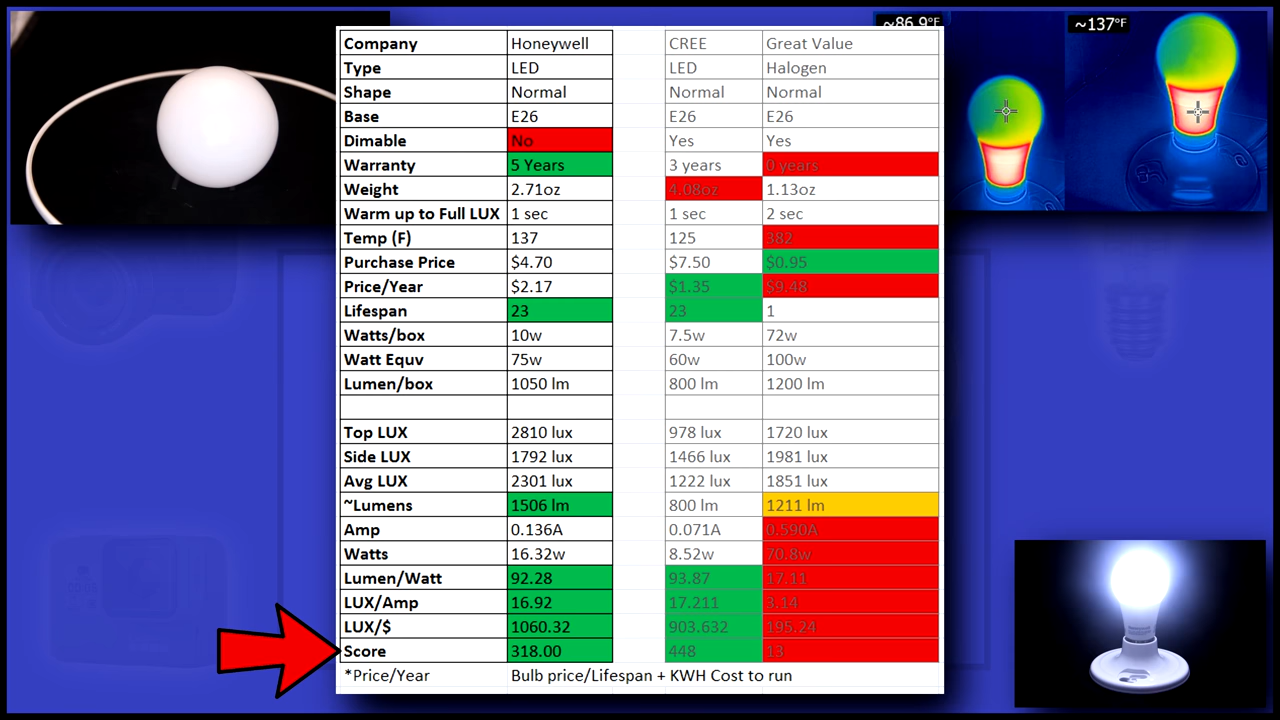 ~86.9°F
~137°F
Company Honeywell CREE Great Value
Type LED LED Halogen
Shape Normal Normal Normal
Base E26 E26 E26
Dimable No Yes Yes
Warranty 5 Years 3 years 0 years
Weight 2.71oz 4.08oz 1.13oz
Warm up to Full LUX 1 sec 1 sec 2 sec
Temp (F) 137 125 382
Purchase Price $4.70 $7.50 $0.95
Price/Year $2.17 $1.35 $9.48
Lifespan 23 23 1
Watts/box 10w 7.5w 72w
Watt Equv 75w 60w 100w
Lumen/box 1050 lm 800 lm 1200 lm
Top LUX 2810 lux 978 lux 1720 lux
Side LUX 1792 lux 1466 lux 1981 lux
Avg LUX 2301 lux 1222 lux 1851 lux
~Lumens 1506 lm 800 lm 1211 lm
Amp 0.136A 0.071A 0.590A
Watts 16.32w 8.52w 70.8w
Lumen/Watt 92.28 93.87 17.11
LUX/Amp 16.92 17.211 3.14
LUX/$ 1060.32 903.632 195.24
Score 318.00 448 13
*Price/Year Bulb price/Lifespan + KWH Cost to run